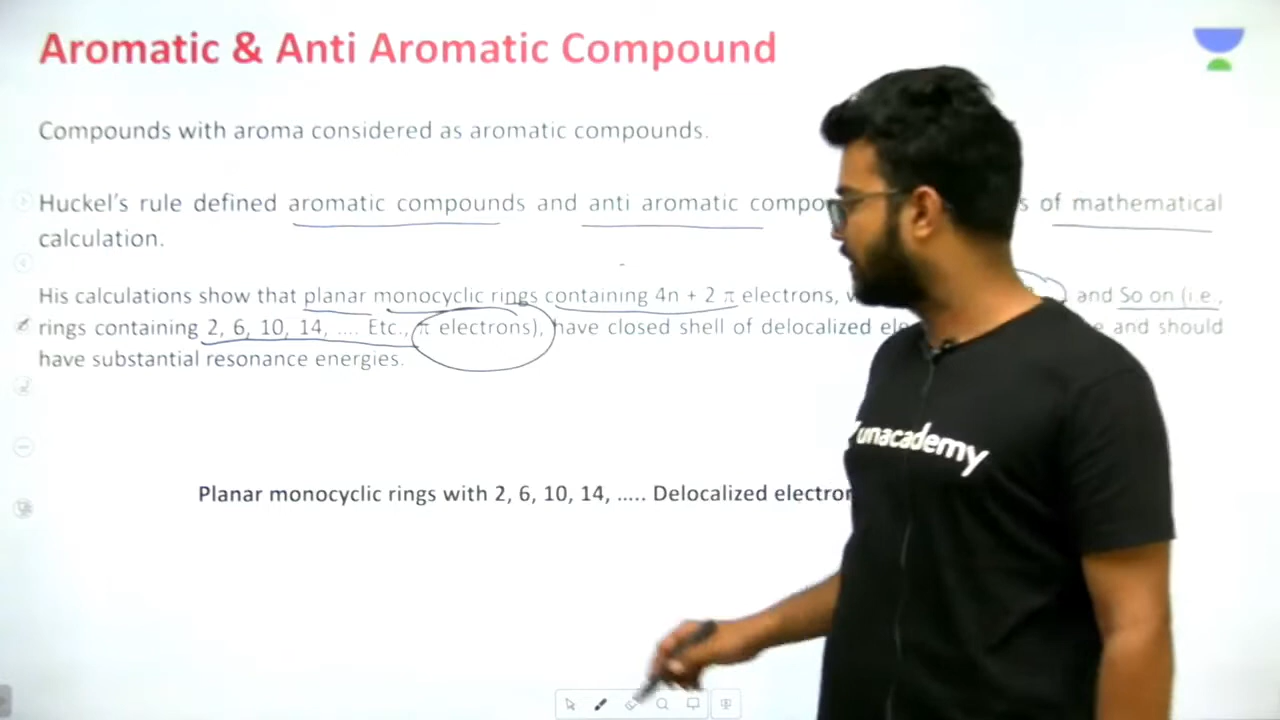 Aromatic & Anti Aromatic Compound
Compounds with aroma considered as aromatic compounds.
Huckel's rule defined aromatic compounds and anti aromatic of mathematical
calculation.
His calculations show that planar monocyclic rings containing 4n + 2 π electrons, and So on (i.e.,
rings containing 2, 6, 10, 14, .... Etc., π electrons), have closed shell of delocalized and should
have substantial resonance energies.
unacademy
Planar monocyclic rings with 2, 6, 10, 14, ..... Delocalized